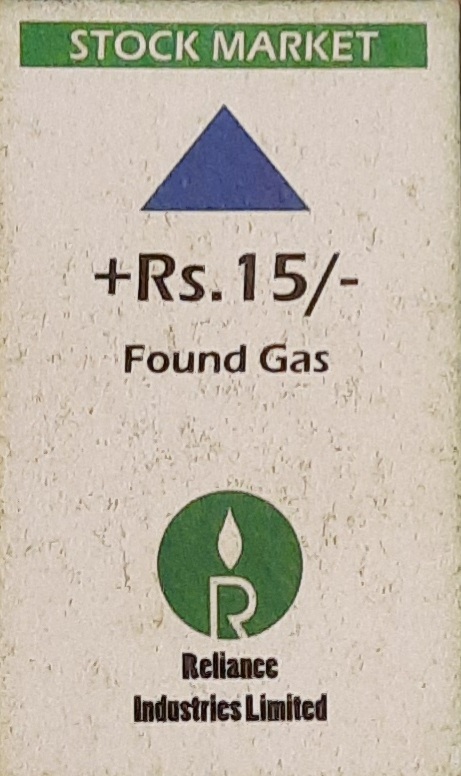 STOCK MARKET
+Rs.15/-
Found Gas
R
Reliance
Industries Limited